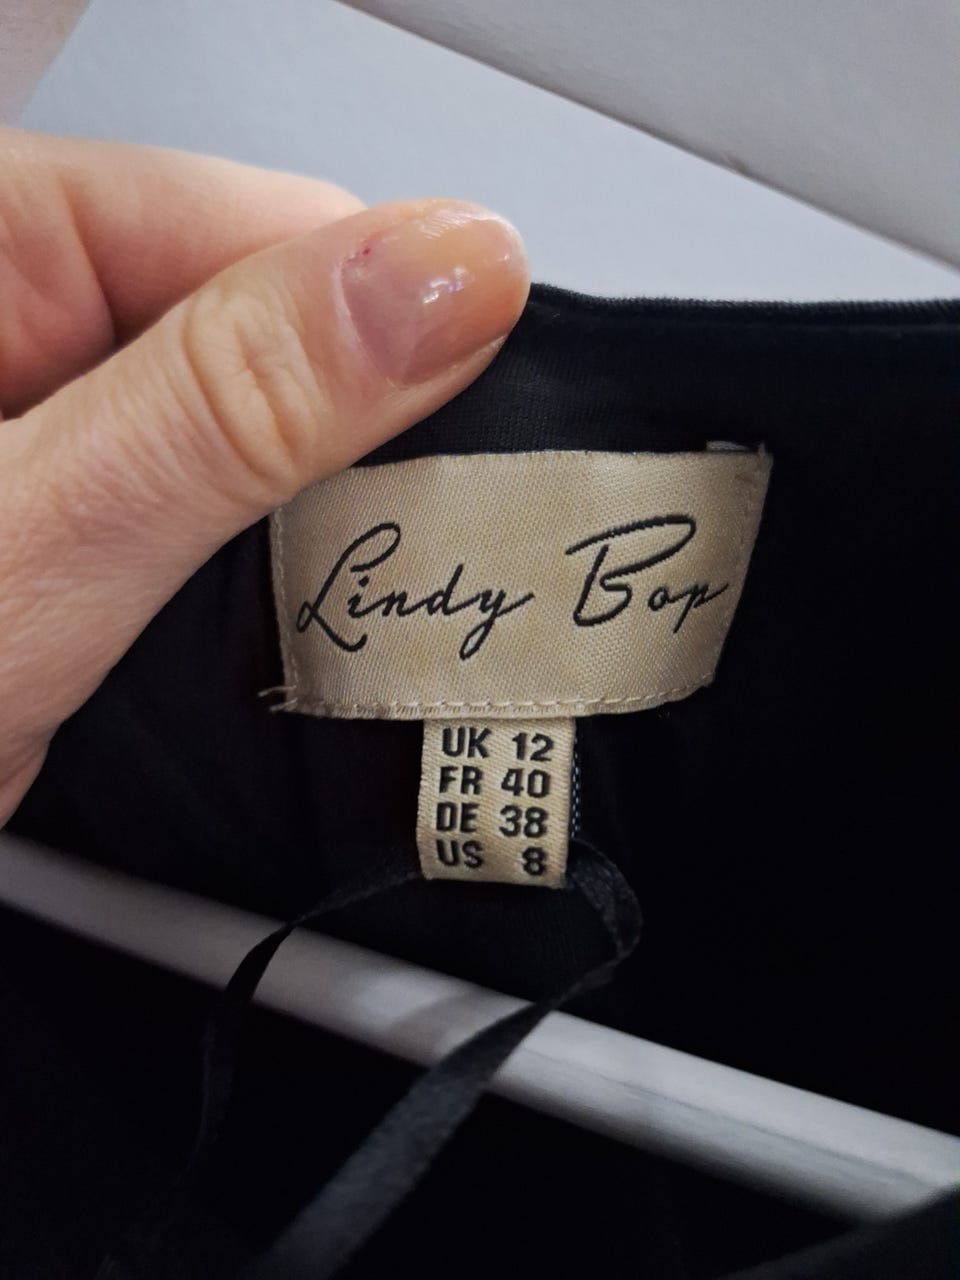 Lindy Bop
UK 12
FR 40
DE 38
US 8